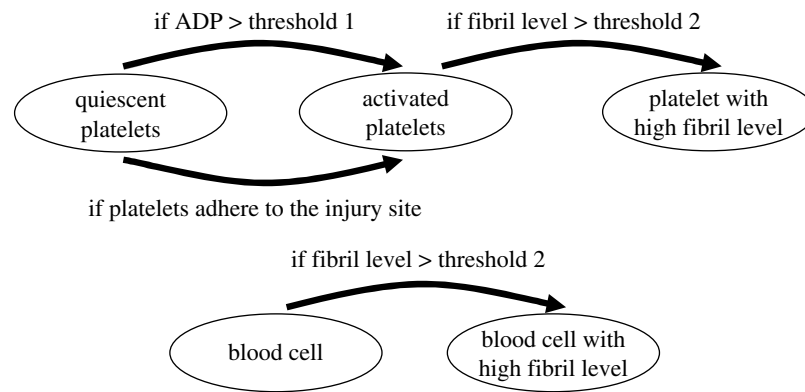 if ADP > threshold 1
if fibril level > threshold 2
quiescent
platelets
activated
platelets
platelet with
high fibril level
if platelets adhere to the injury site
if fibril level > threshold 2
blood cell
blood cell with
high fibril level